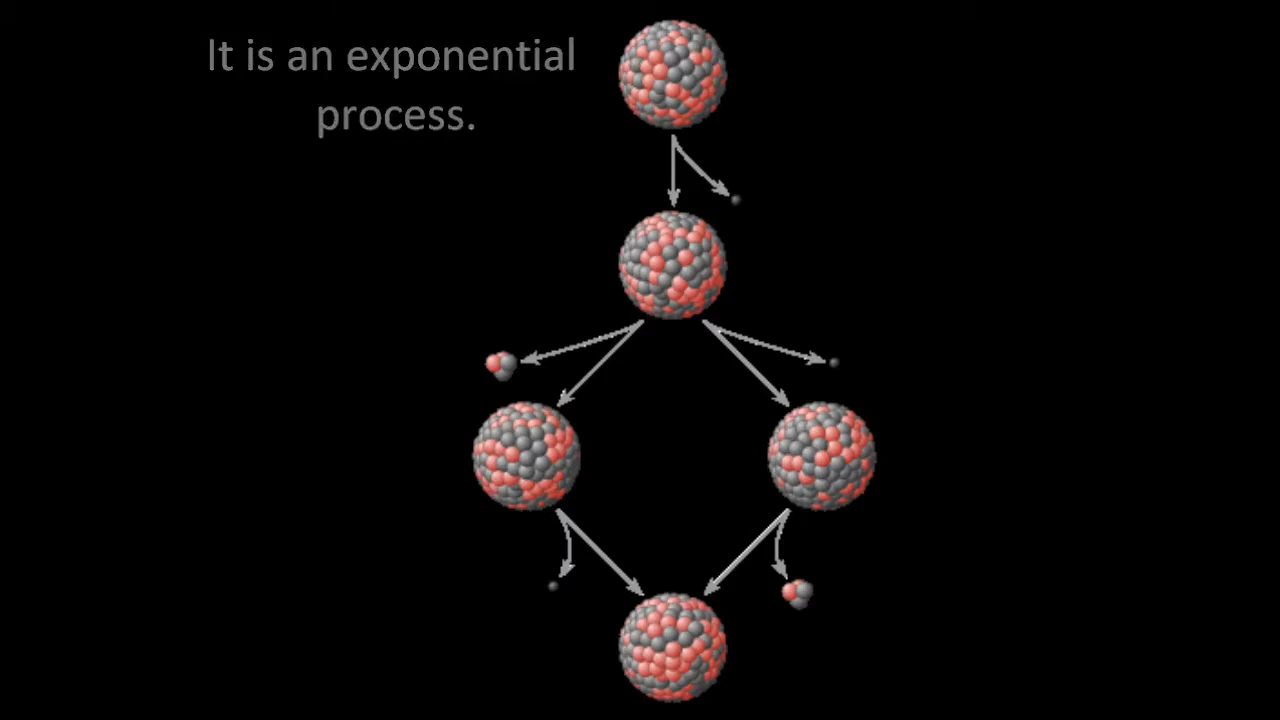 It is an exponential
process.